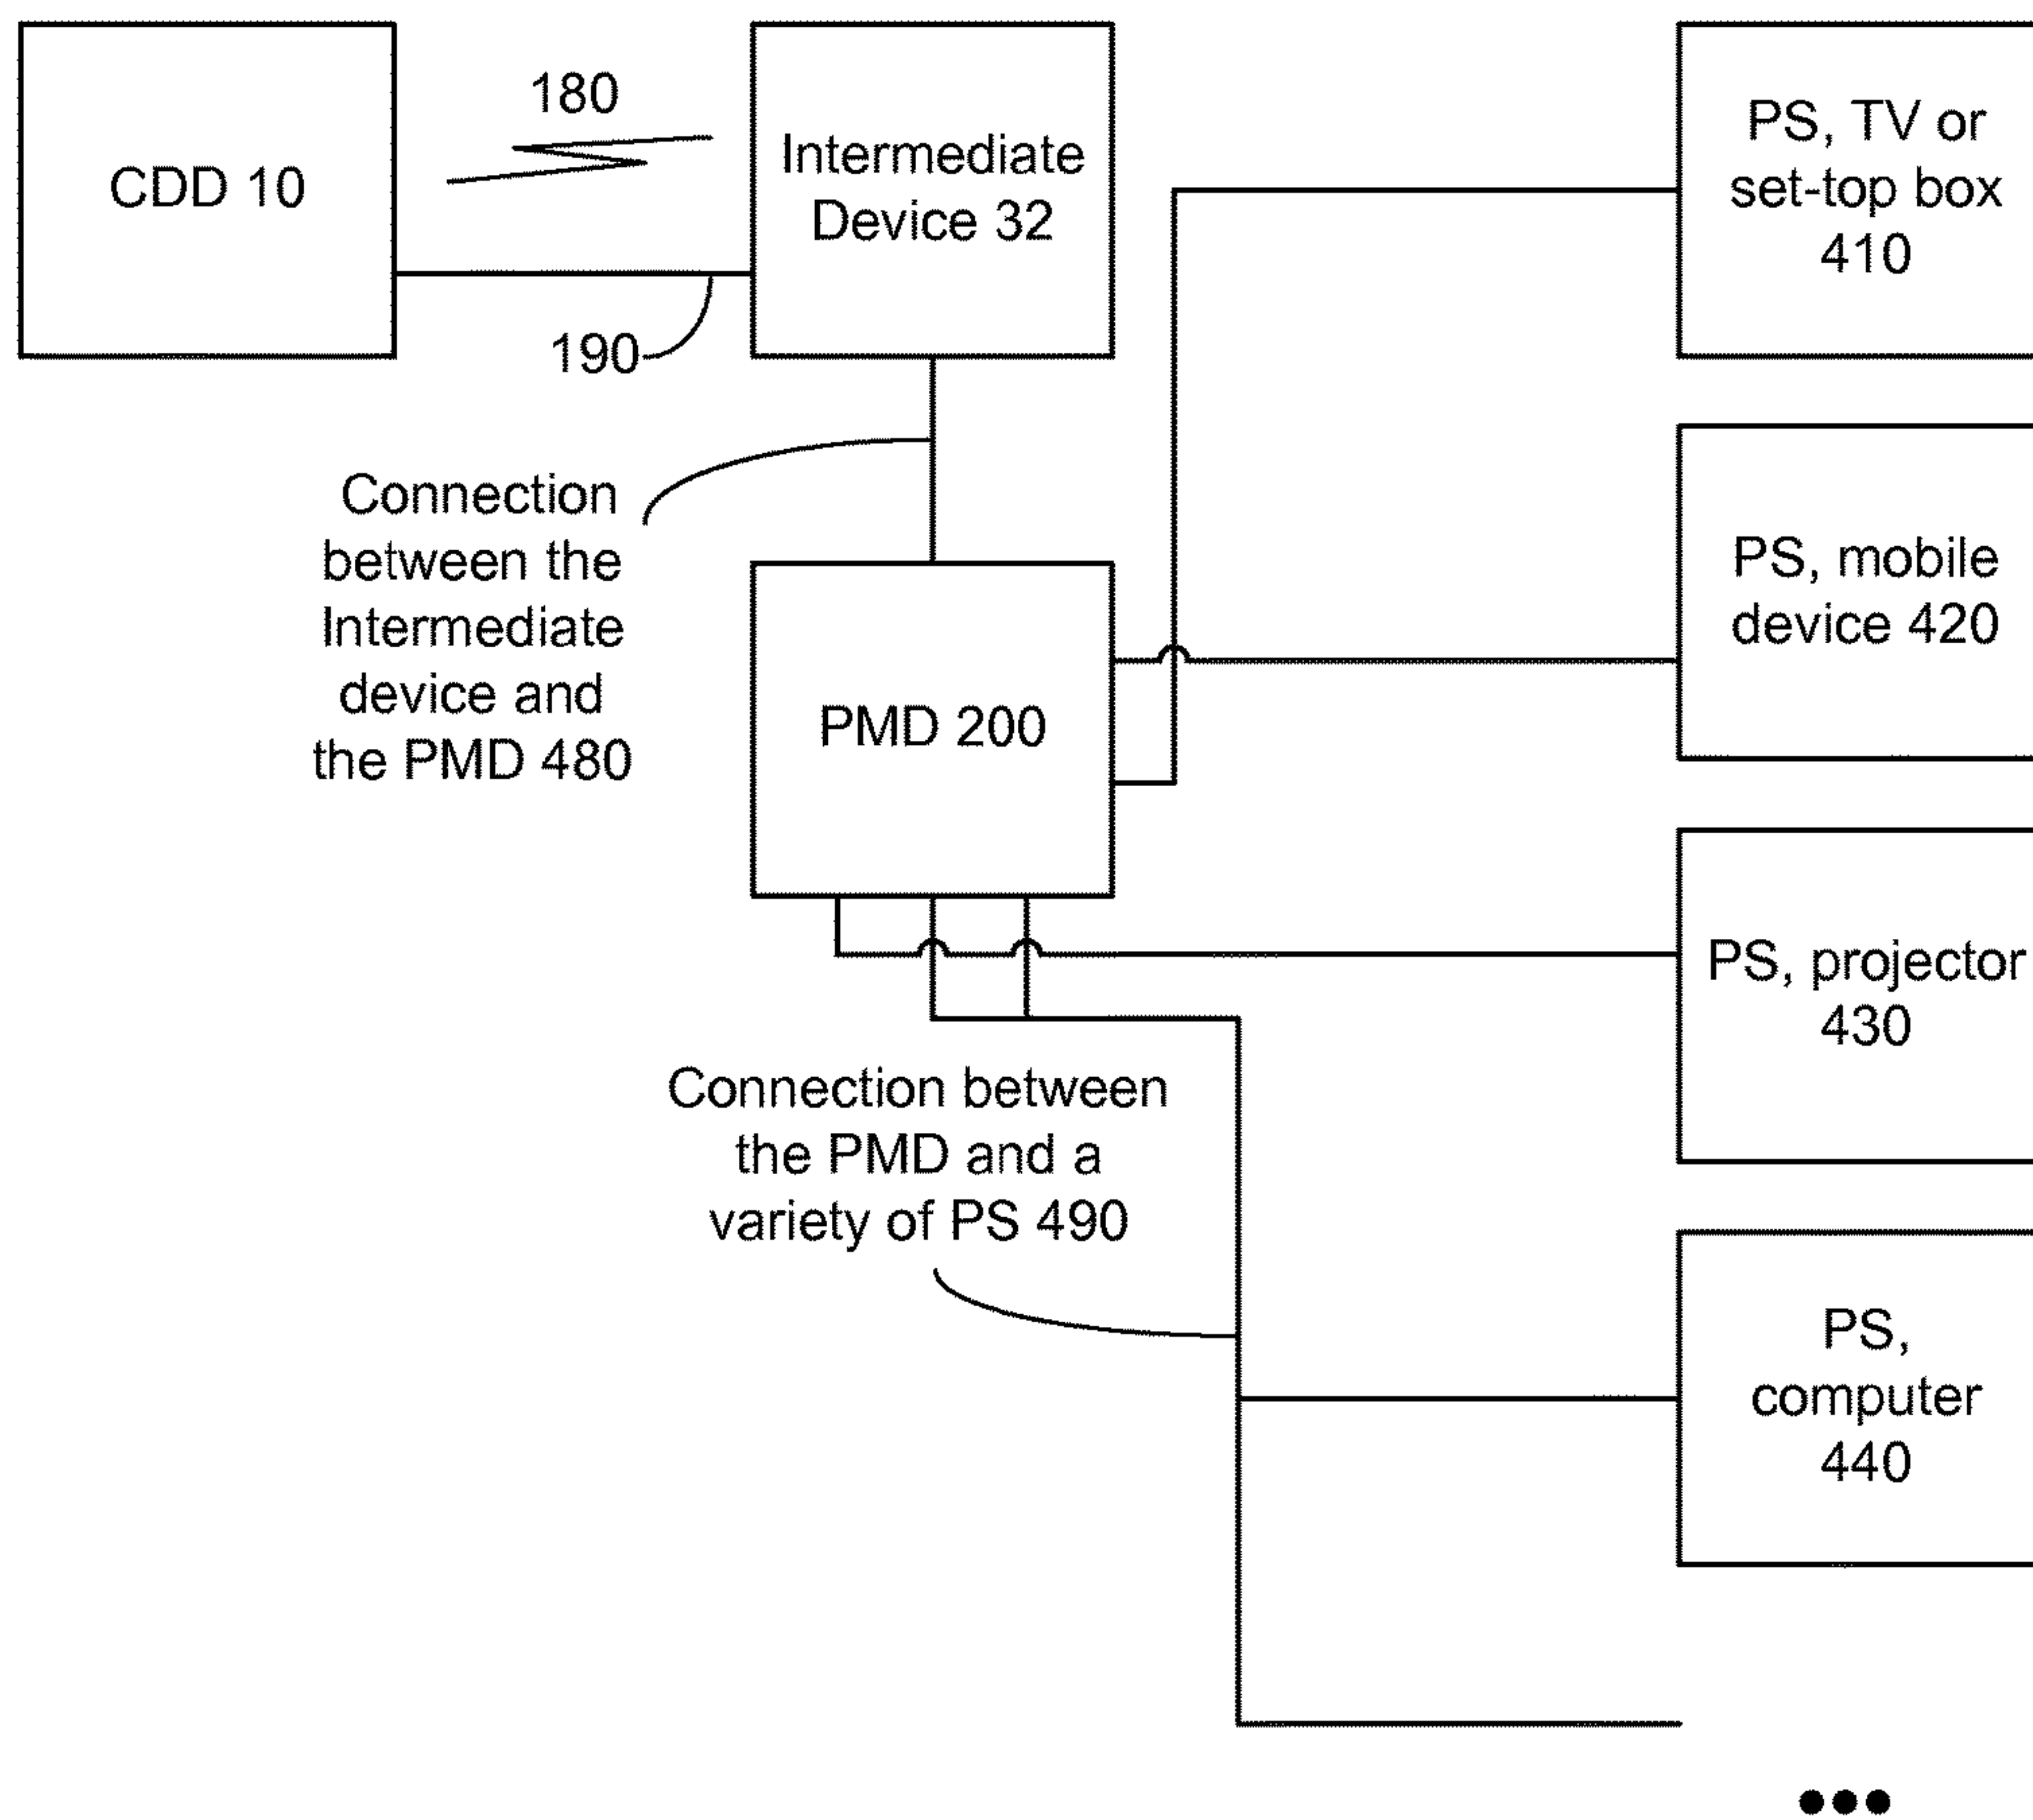 CDD 10
180
190
Intermediate
Device 32
PS, TV or
set-top box
410
Connection
between the
Intermediate
device and
the PMD 480
PMD 200
PS, mobile
device 420
PS, projector
430
Connection between
the PMD and a
variety of PS 490
PS,
computer
440